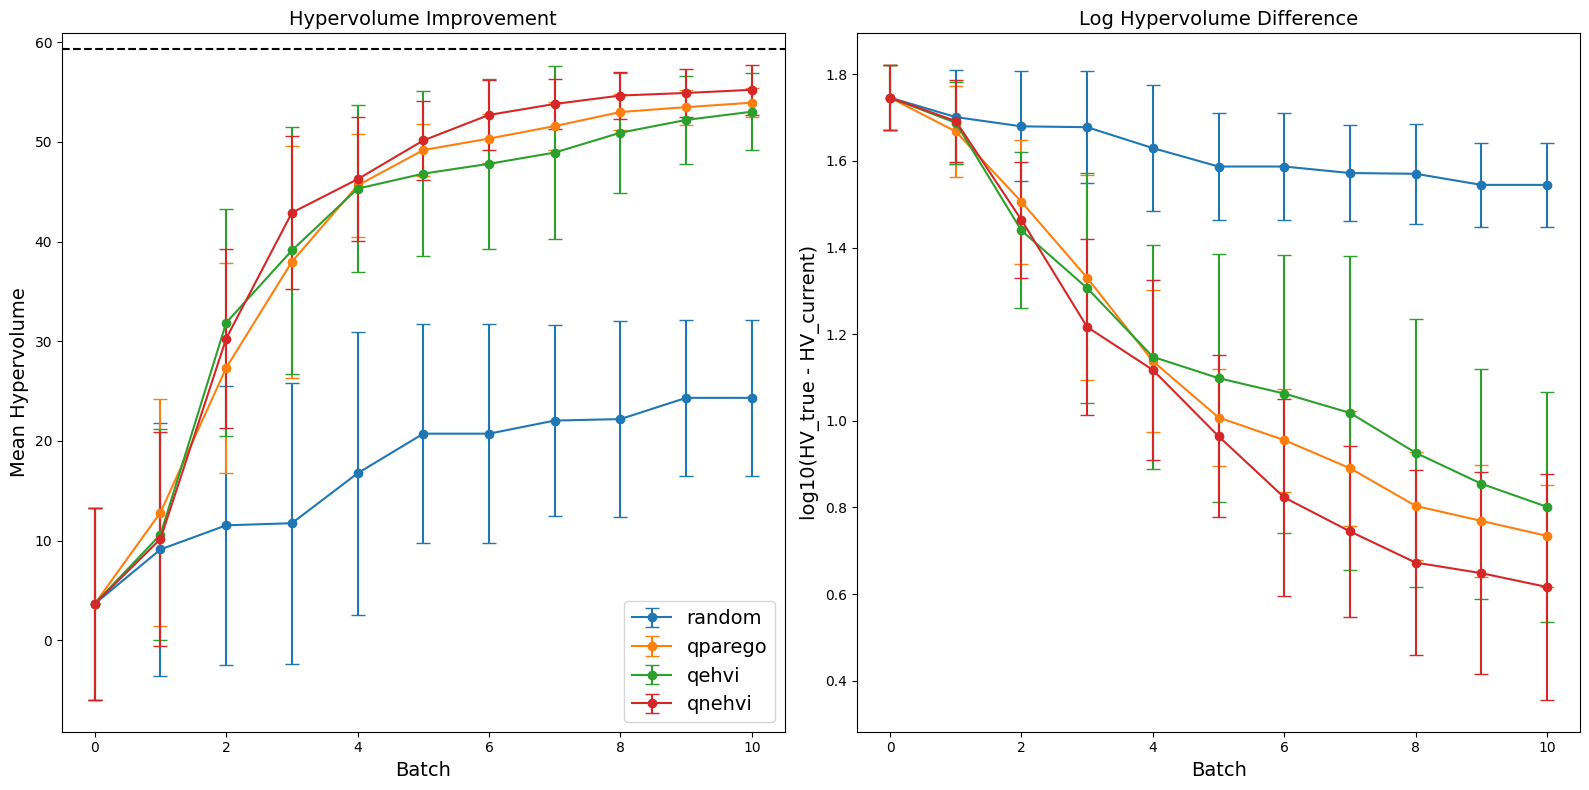 Hypervolume Improvement
60
50
40
30
20
10
0
Mean Hypervolume
0
2
4
6
8
10
Batch
random
qparego
qehvi
qnehvi
Log Hypervolume Difference
1.8
1.6
1.4
1.2
1.0
0.8
0.6
0.4
log10(HV_true - HV_current)
0
2
4
6
8
10
Batch